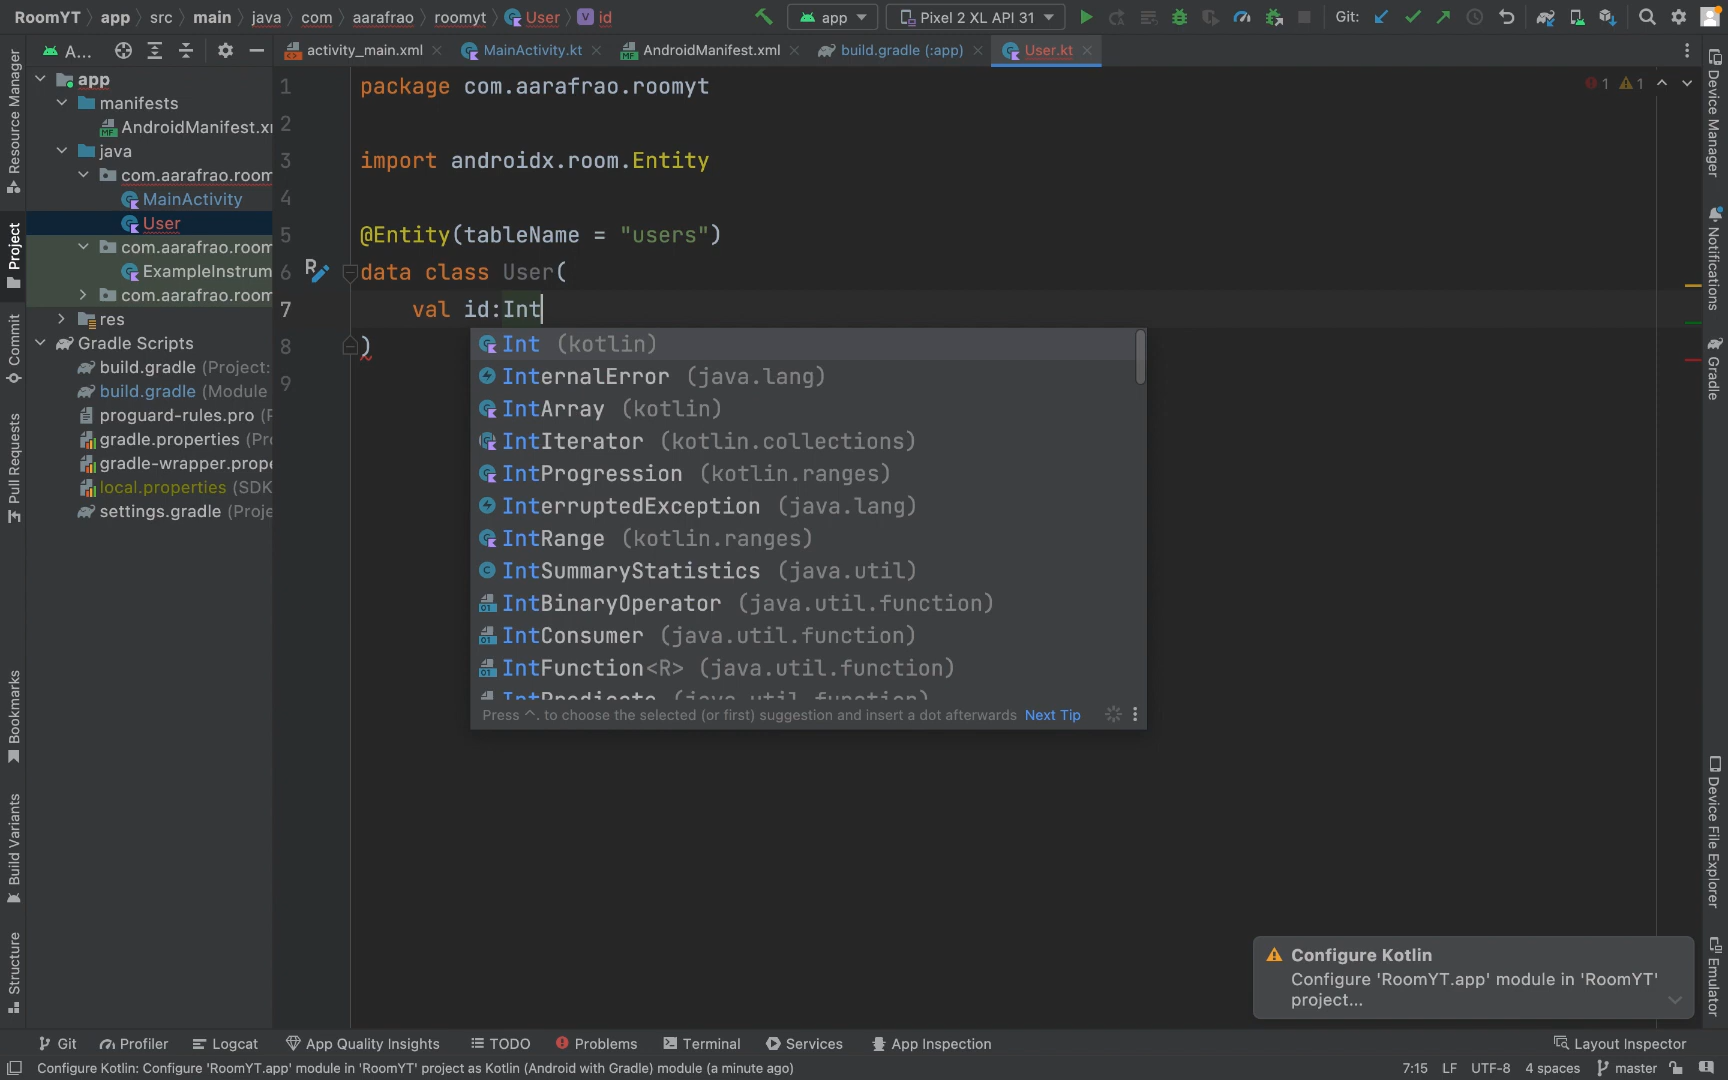 RoomYT app src main java com aarafrao roomyt User id
app Pixel 2 XL API 31 Git:
A...
activity_main.xml MainActivity.kt AndroidManifest.xml build.gradle (:app) User.kt
Resource Manager
Project
Commit
Pull Requests
Bookmarks
Build Variants
Structure
app
manifests
AndroidManifest.xm
java
com.aarafrao.room
MainActivity
User
com.aarafrao.room
ExampleInstrum
com.aarafrao.room
res
Gradle Scripts
build.gradle (Project:
build.gradle (Module
proguard-rules.pro (P
gradle.properties (Pro
gradle-wrapper.prope
local.properties (SDK
settings.gradle (Proje
1 package com.aarafrao.roomyt
1 1
2
3 import androidx.room.Entity
4
5 @Entity(tableName = "users")
6 data class User(
7 val id:Int
8 )
9
Int (kotlin)
InternalError (java.lang)
IntArray (kotlin)
IntIterator (kotlin.collections)
IntProgression (kotlin.ranges)
InterruptedException (java.lang)
IntRange (kotlin.ranges)
IntSummaryStatistics (java.util)
IntBinaryOperator (java.util.function)
IntConsumer (java.util.function)
IntFunction<R> (java.util.function)
IntPredicate (java.util.function)
Press ^. to choose the selected (or first) suggestion and insert a dot afterwards Next Tip
Device Manager
Notifications
Gradle
Device File Explorer
Emulator
Configure Kotlin
Configure 'RoomYT.app' module in 'RoomYT'
project...
Git Profiler Logcat App Quality Insights TODO Problems Terminal Services App Inspection Layout Inspector
Configure Kotlin: Configure 'RoomYT.app' module in 'RoomYT' project as Kotlin (Android with Gradle) module (a minute ago) 7:15 LF UTF-8 4 spaces master